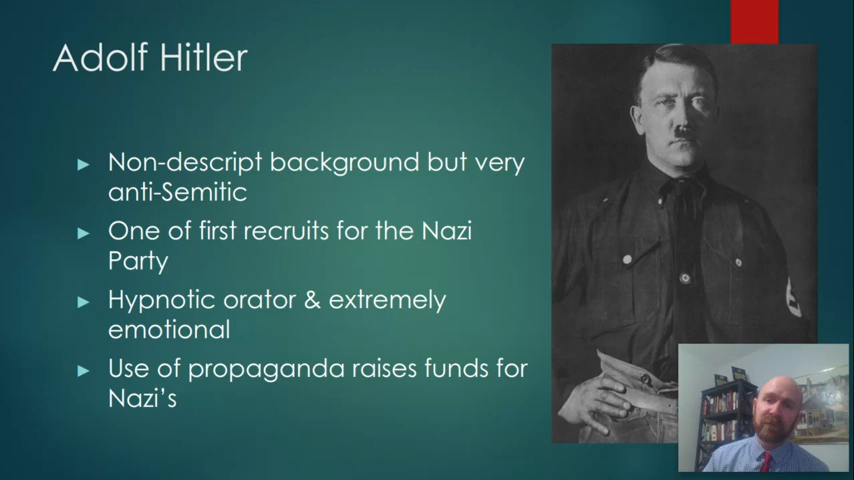 Adolf Hitler
Non-descript background but very
anti-Semitic
One of first recruits for the Nazi
Party
Hypnotic orator & extremely
emotional
Use of propaganda raises funds for
Nazi's